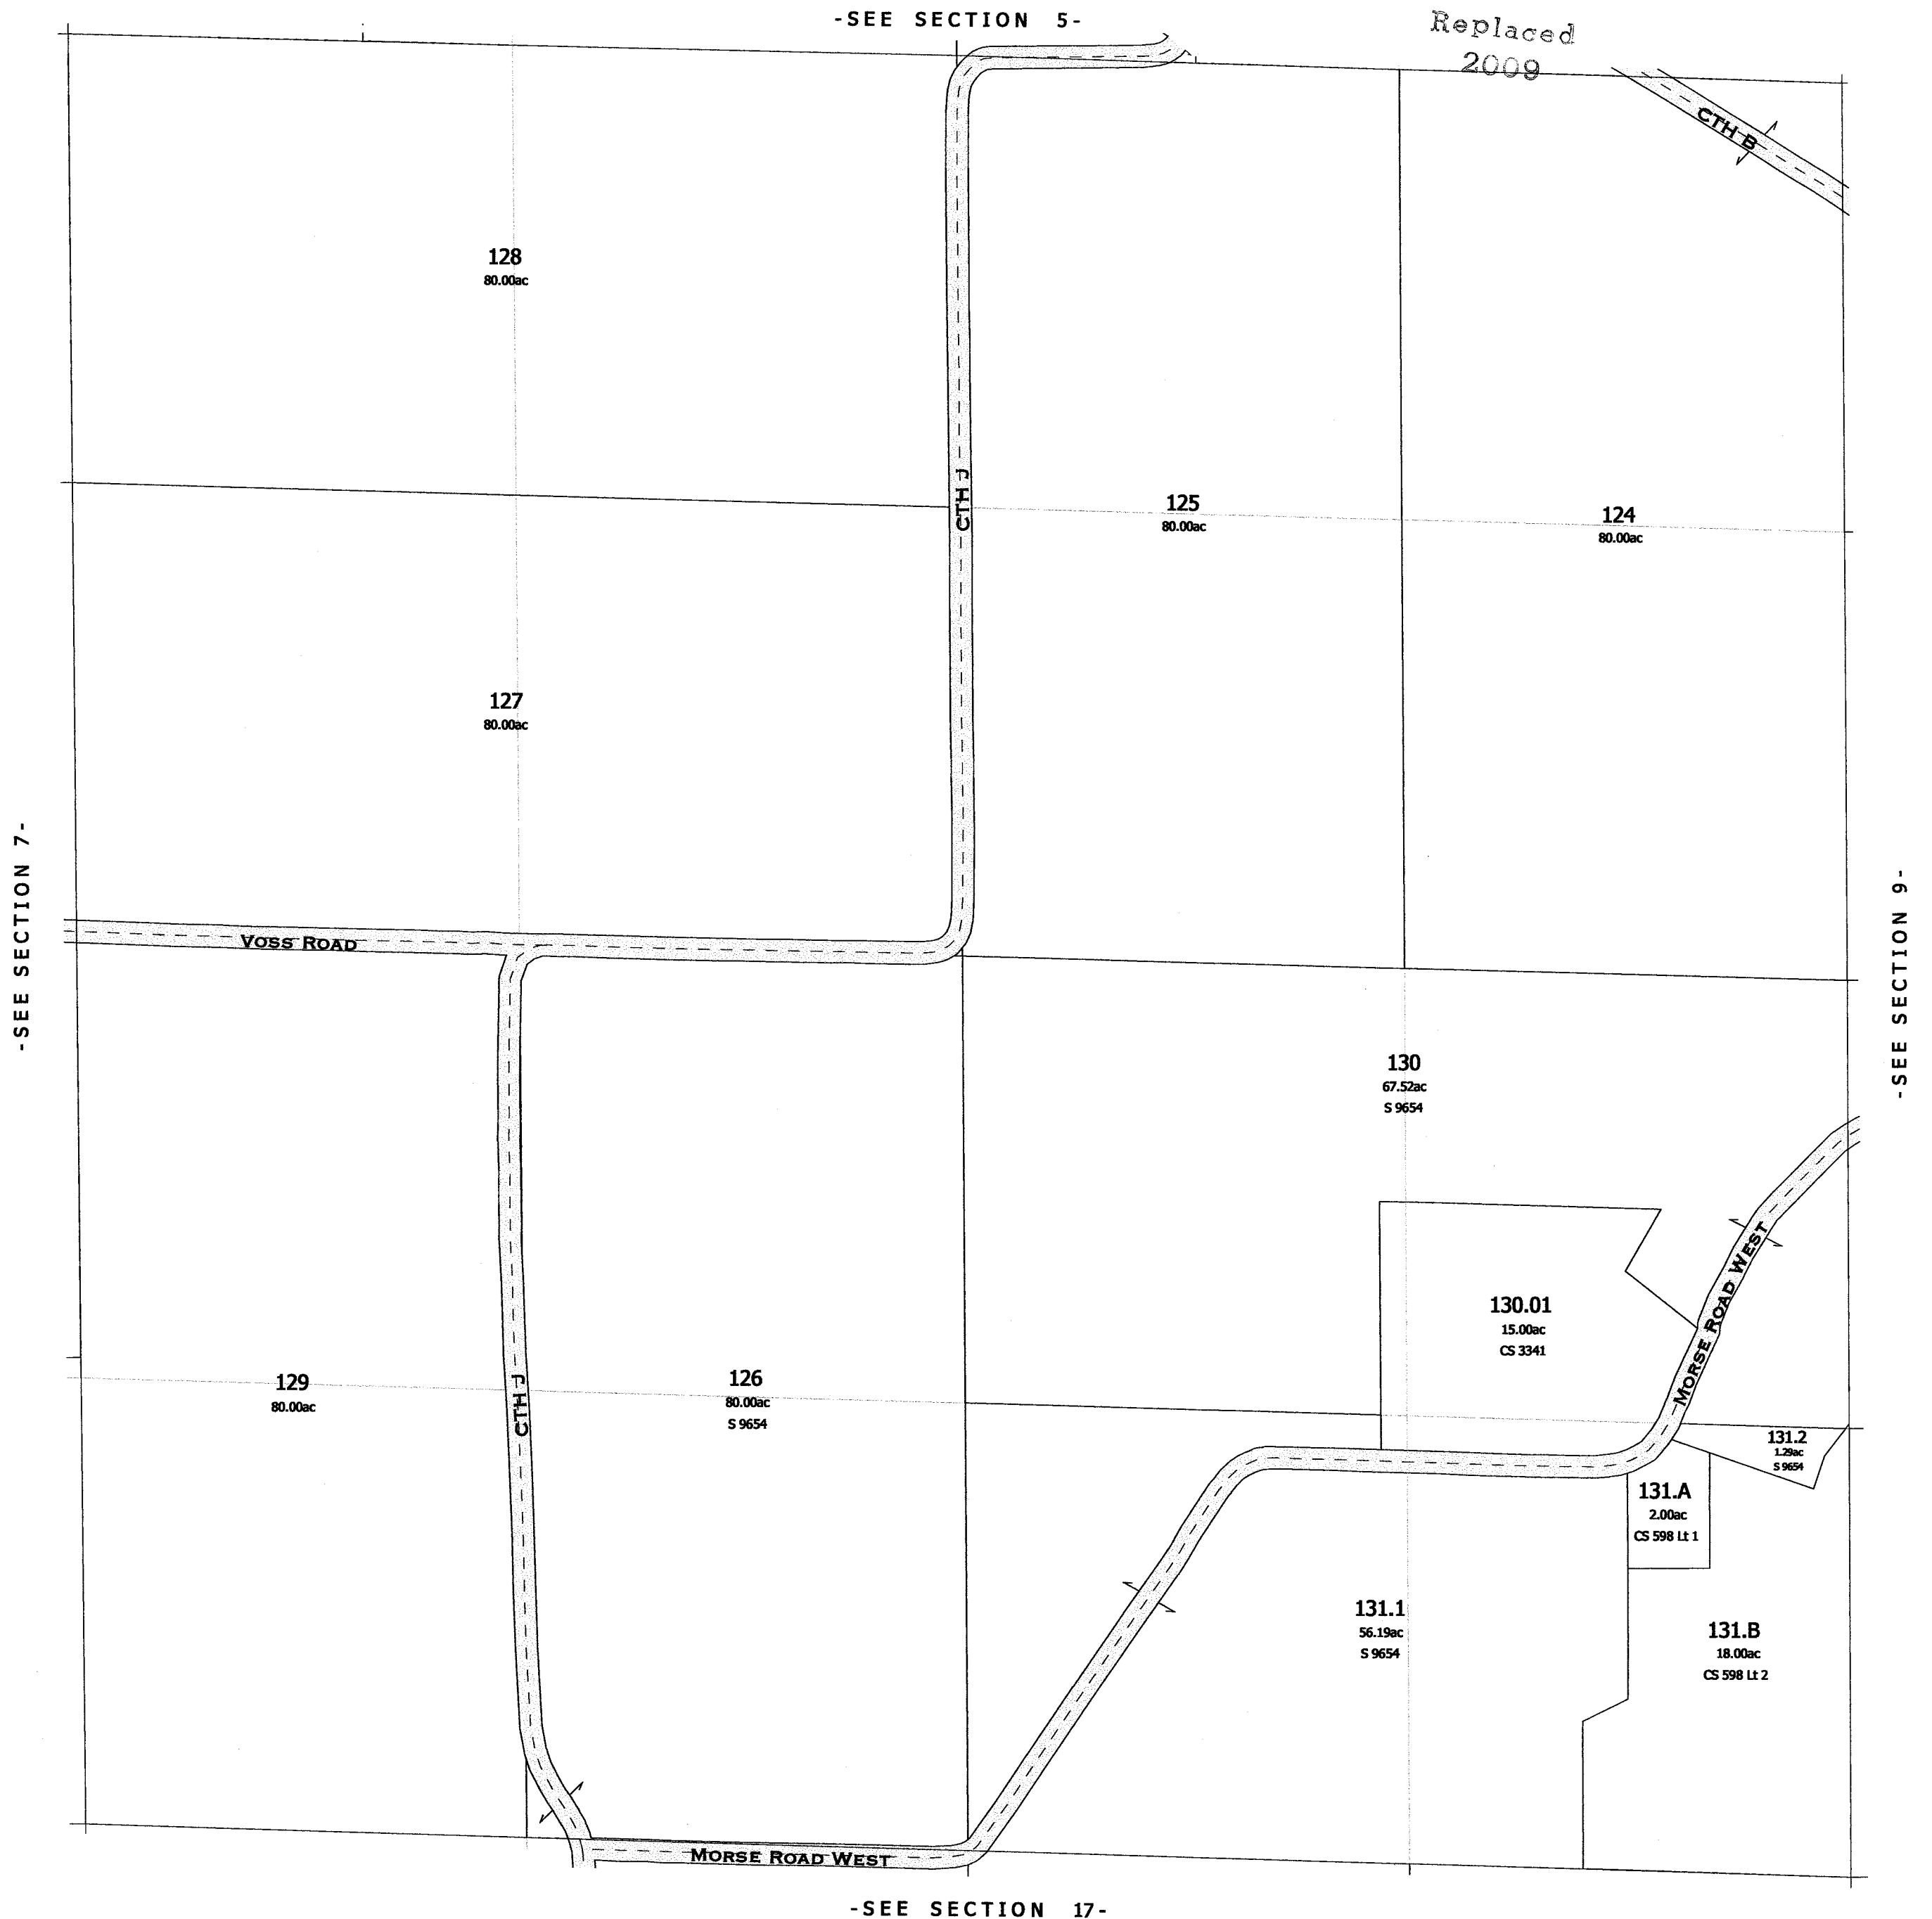 -SEE SECTION 5-
Replaced
2009
CTH B
128
80.00ac
CTH J
125
80.00ac
124
80.00ac
127
80.00ac
-SEE SECTION 7-
-SEE SECTION 9-
VOSS ROAD
130
67.52ac
S 9654
MORSE ROAD WEST
130.01
15.00ac
CS 3341
129
80.00ac
CTH J
126
80.00ac
S 9654
131.2
1.29ac
S 9654
131.A
2.00ac
CS 598 Lt 1
131.1
56.19ac
S 9654
131.B
18.00ac
CS 598 Lt 2
MORSE ROAD WEST
-SEE SECTION 17-